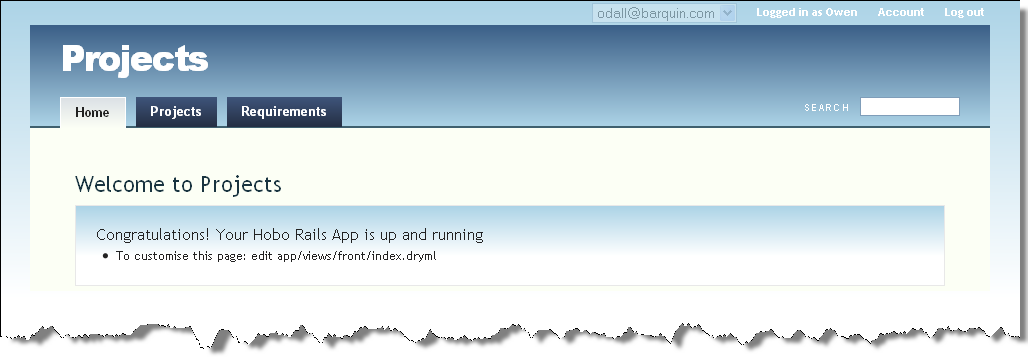 odall@barquin.com Logged in as Owen Account Log out
Projects
Home Projects Requirements SEARCH
Welcome to Projects
Congratulations! Your Hobo Rails App is up and running
• To customise this page: edit app/views/front/index.dryml